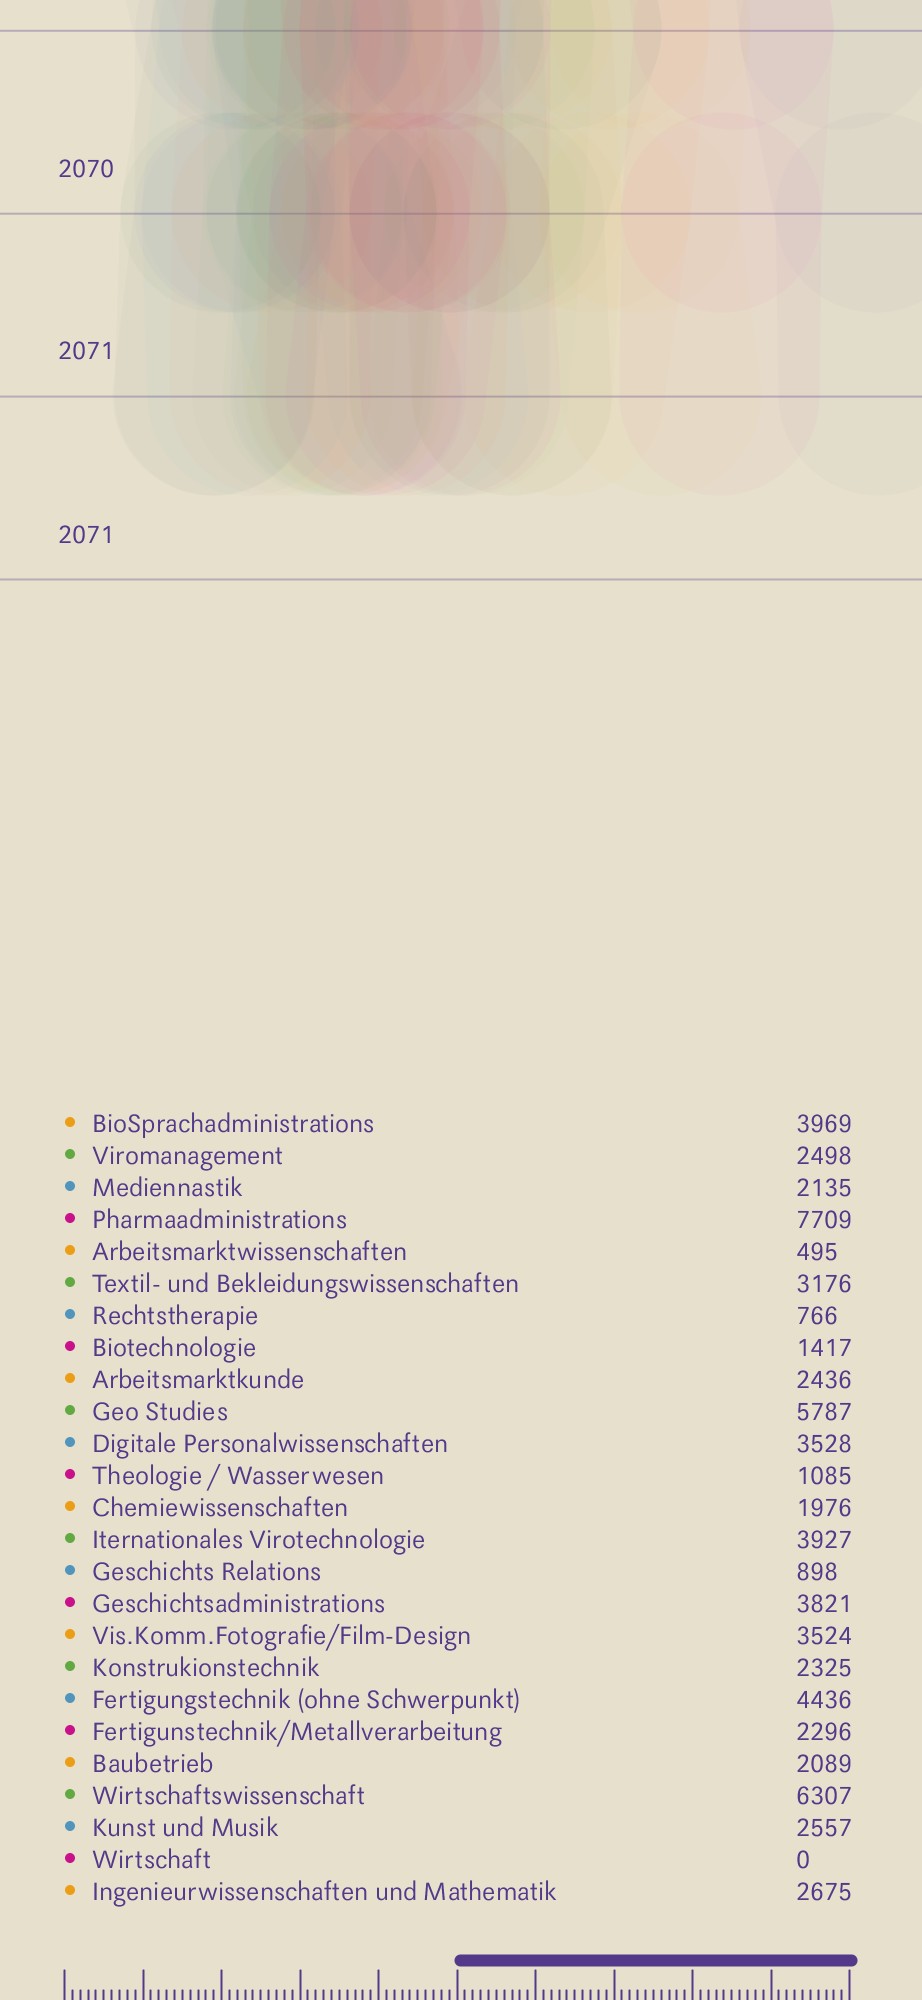 2070
2071
2071
BioSprachadministrations 3969
Viromanagement 2498
Mediennastik 2135
Pharmaadministrations 7709
Arbeitsmarktwissenschaften 495
Textil- und Bekleidungswissenschaften 3176
Rechtstherapie 766
Biotechnologie 1417
Arbeitsmarktkunde 2436
Geo Studies 5787
Digitale Personalwissenschaften 3528
Theologie / Wasserwesen 1085
Chemiewissenschaften 1976
Iternationales Virotechnologie 3927
Geschichts Relations 898
Geschichtsadministrations 3821
Vis.Komm.Fotografie/Film-Design 3524
Konstrukionstechnik 2325
Fertigungstechnik (ohne Schwerpunkt) 4436
Fertigunstechnik/Metallverarbeitung 2296
Baubetrieb 2089
Wirtschaftswissenschaft 6307
Kunst und Musik 2557
Wirtschaft 0
Ingenieurwissenschaften und Mathematik 2675